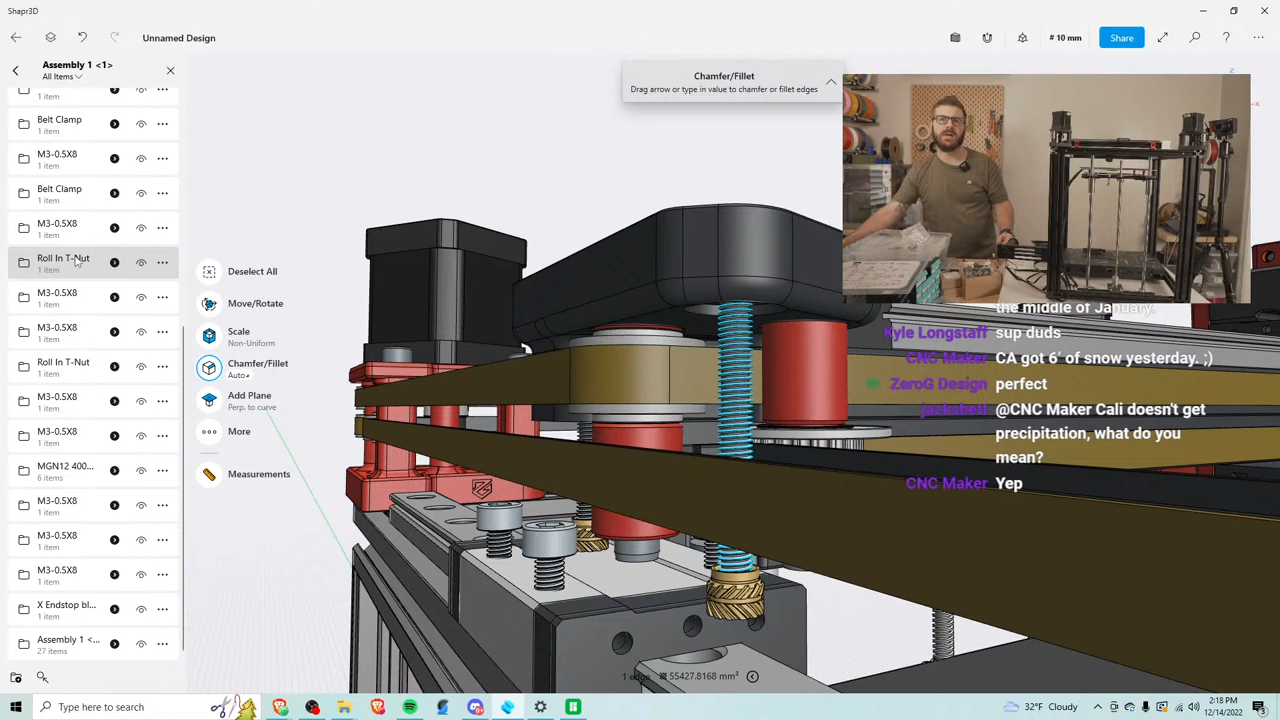 Shapr3D
Unnamed Design
# 10 mm
Share
Assembly 1 <1>
All Items
1 item
Belt Clamp
1 item
M3-0.5X8
1 item
Belt Clamp
1 item
M3-0.5X8
1 item
Roll In T-Nut
1 item
M3-0.5X8
1 item
M3-0.5X8
1 item
Roll In T-Nut
1 item
M3-0.5X8
1 item
M3-0.5X8
1 item
MGN12 400...
6 items
M3-0.5X8
1 item
M3-0.5X8
1 item
M3-0.5X8
1 item
X Endstop bl...
1 item
Assembly 1 <...
27 items
Deselect All
Move/Rotate
Scale
Non-Uniform
Chamfer/Fillet
Auto
Add Plane
Perp. to curve
More
Measurements
Chamfer/Fillet
Drag arrow or type in value to chamfer or fillet edges
the middle of January.
Kyle Longstaff sup duds
CNC Maker CA got 6' of snow yesterday. ;)
ZeroG Design perfect
jackshett @CNC Maker Cali doesn't get
precipitation, what do you
mean?
CNC Maker Yep
1 edge 55427.8168 mm²
Type here to search
32°F Cloudy
2:18 PM
12/14/2022